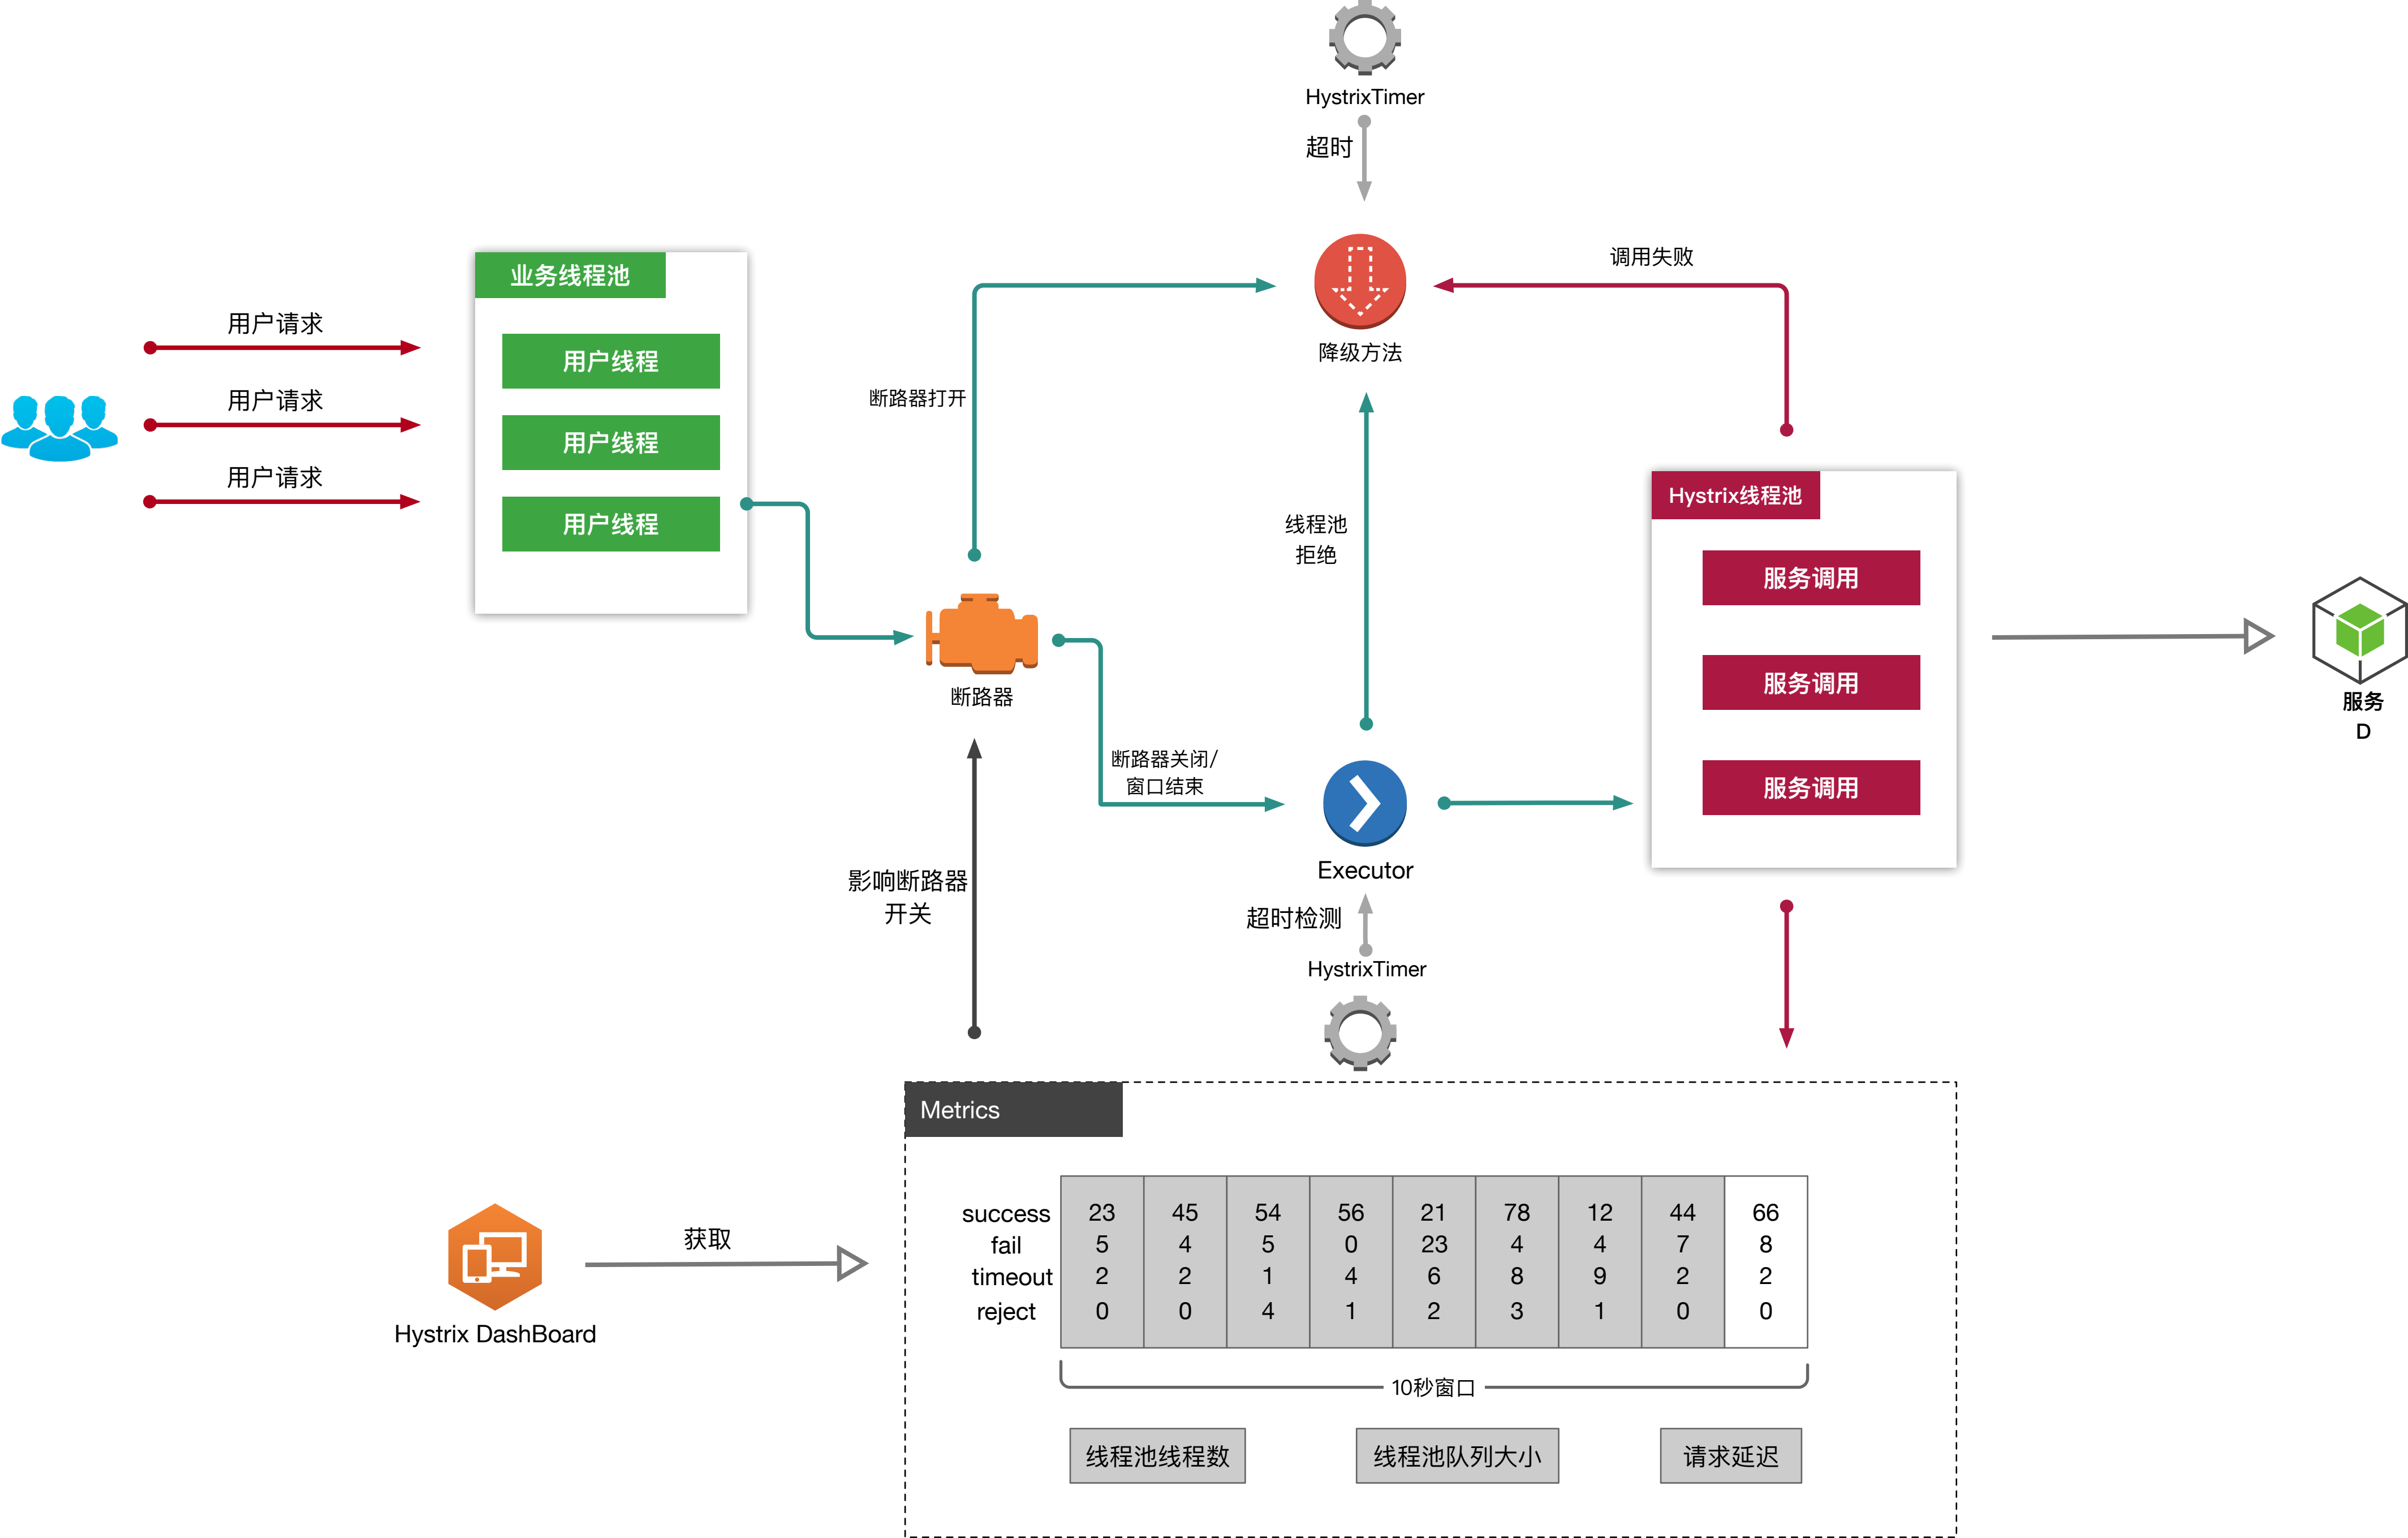 HystrixTimer
超时
调用失败
降级方法
业务线程池
用户线程
用户线程
用户线程
用户请求
用户请求
用户请求
断路器打开
线程池
拒绝
Hystrix线程池
服务调用
服务调用
服务调用
服务
D
断路器
断路器关闭/
窗口结束
Executor
影响断路器
开关
超时检测
HystrixTimer
Metrics
success 23 45 54 56 21 78 12 44 66
fail 5 4 5 0 23 4 4 7 8
timeout 2 2 1 4 6 8 9 2 2
reject 0 0 4 1 2 3 1 0 0
10秒窗口
线程池线程数 线程池队列大小 请求延迟
获取
Hystrix DashBoard